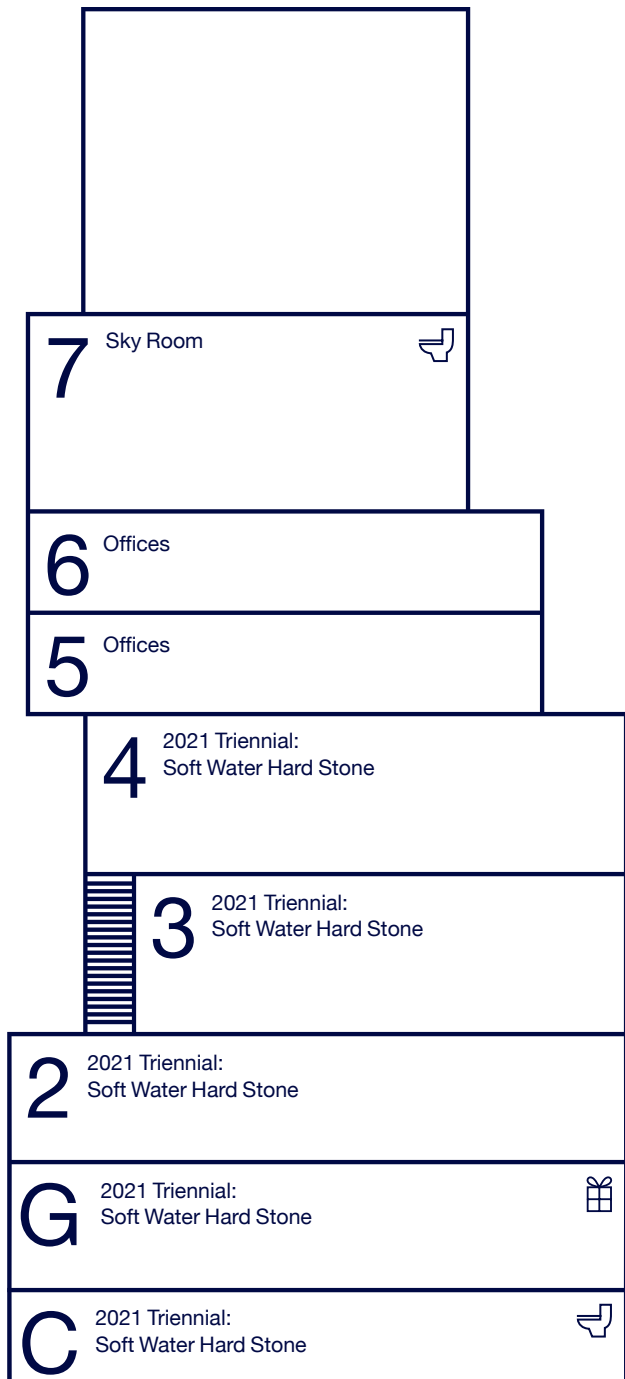 7 Sky Room
6 Offices
5 Offices
4 2021 Triennial:
Soft Water Hard Stone
3 2021 Triennial:
Soft Water Hard Stone
2 2021 Triennial:
Soft Water Hard Stone
G 2021 Triennial:
Soft Water Hard Stone
C 2021 Triennial:
Soft Water Hard Stone